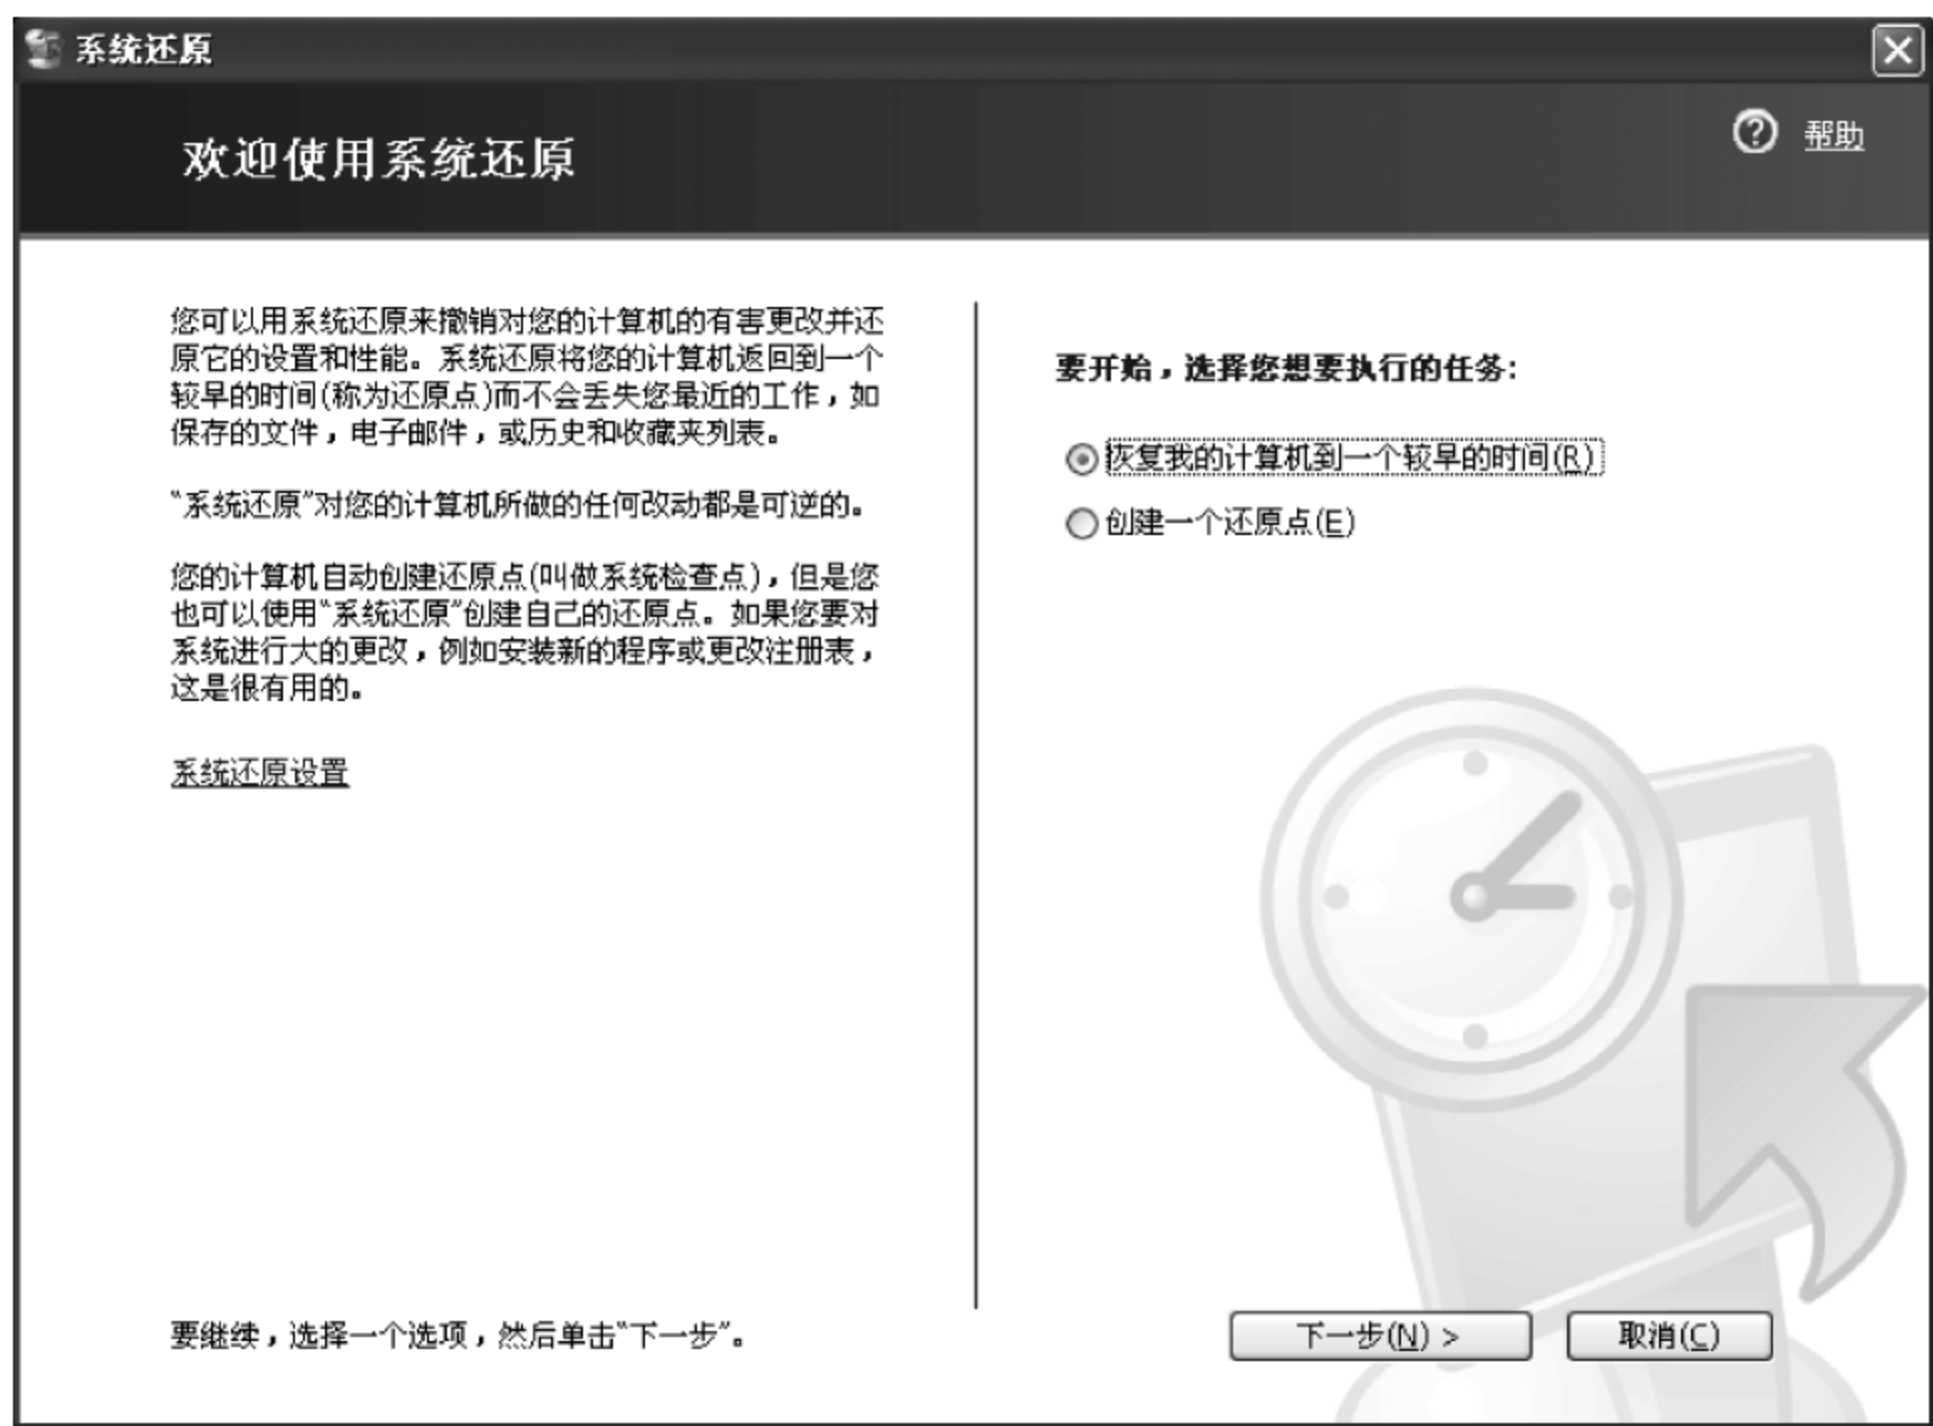 系统还原
欢迎使用系统还原
帮助
您可以用系统还原来撤销对您的计算机的有害更改并还
原它的设置和性能。系统还原将您的计算机返回到一个
较早的时间(称为还原点)而不会丢失您最近的工作，如
保存的文件，电子邮件，或历史和收藏夹列表。
“系统还原”对您的计算机所做的任何改动都是可逆的。
您的计算机自动创建还原点(叫做系统检查点)，但是您
也可以使用“系统还原”创建自己的还原点。如果您要对
系统进行大的更改，例如安装新的程序或更改注册表，
这是很有用的。
系统还原设置
要开始，选择您想要执行的任务:
恢复我的计算机到一个较早的时间(R)
创建一个还原点(E)
要继续，选择一个选项，然后单击“下一步”。
下一步(N) >
取消(C)